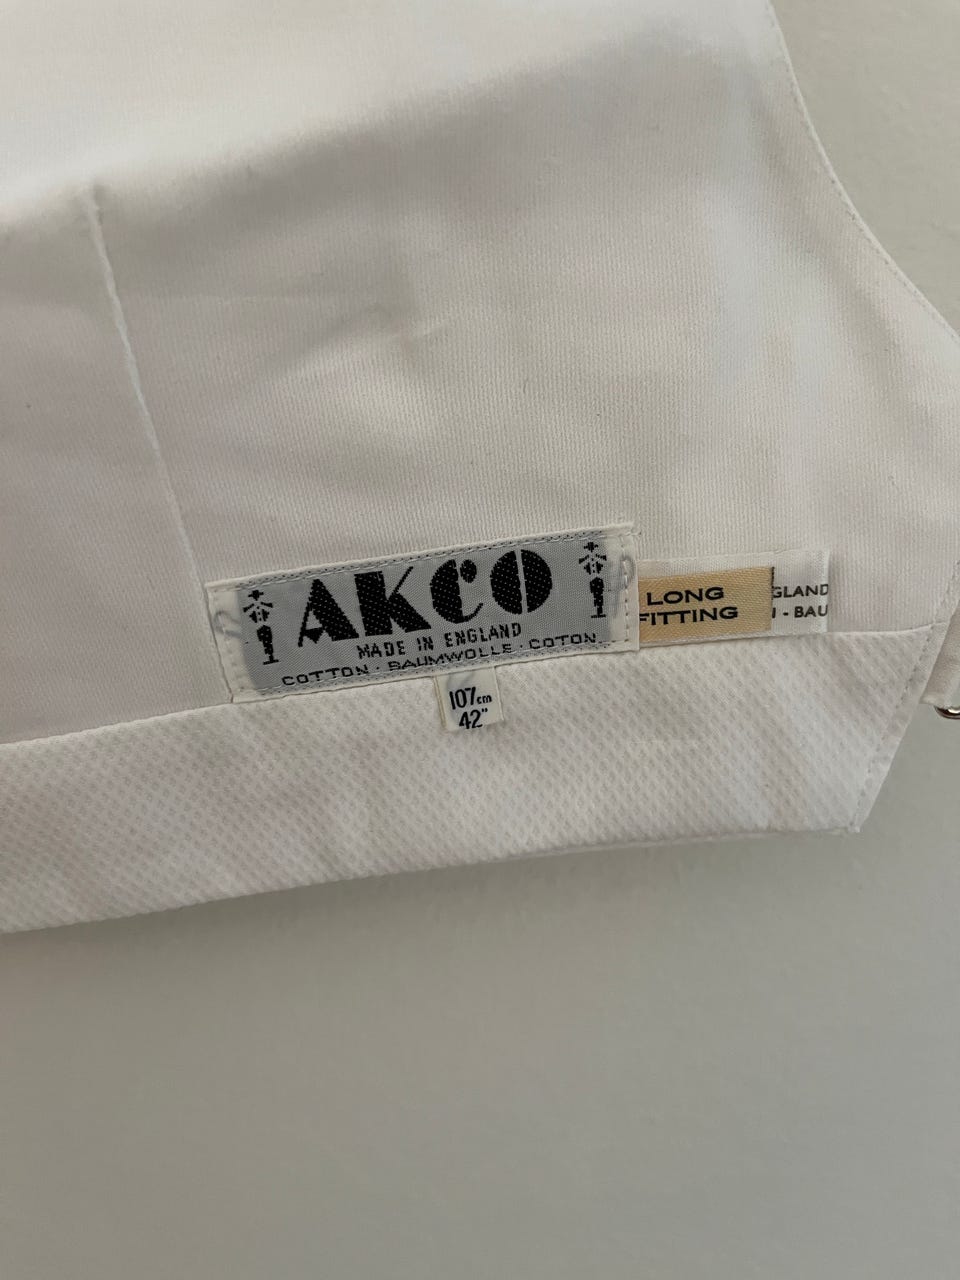 AKCO
MADE IN ENGLAND
COTTON · BAUMWOLLE · COTON
107cm
42"
LONG
FITTING
GLAND
- BAU